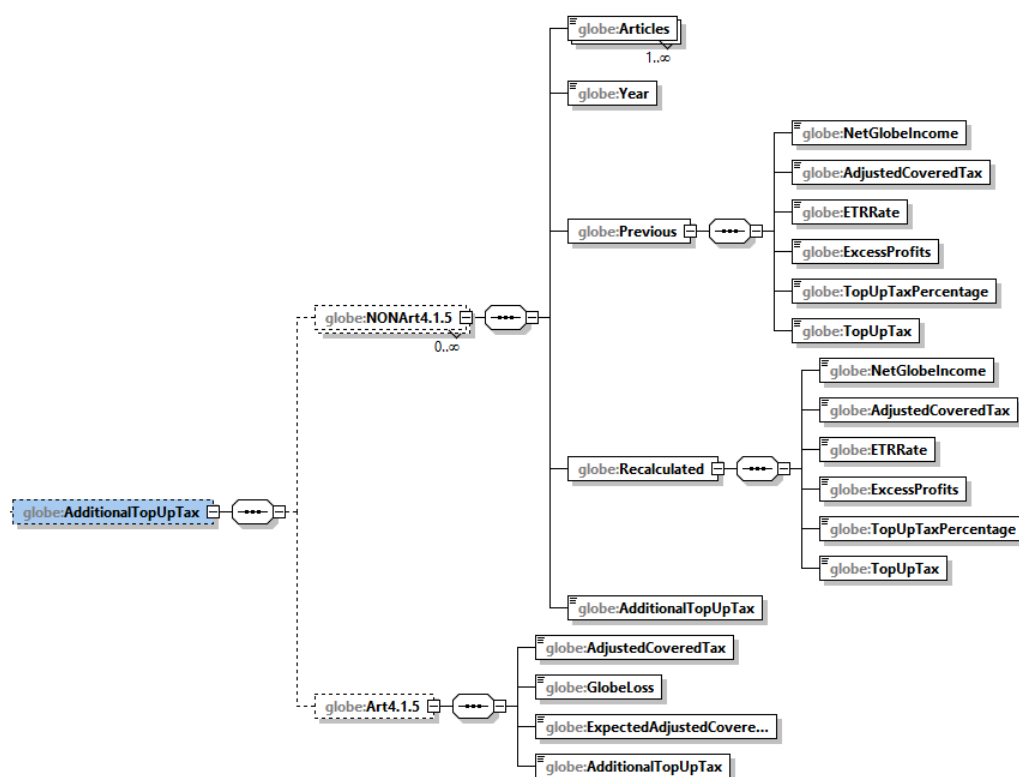 globe:Articles
1..∞
globe:Year
globe:NetGlobeIncome
globe:AdjustedCoveredTax
globe:ETRRate
globe:Previous
globe:ExcessProfits
globe:TopUpTaxPercentage
globe:NONArt4.1.5
0..∞
globe:TopUpTax
globe:NetGlobeIncome
globe:AdjustedCoveredTax
globe:ETRRate
globe:Recalculated
globe:ExcessProfits
globe:AdditionalTopUpTax
globe:TopUpTaxPercentage
globe:TopUpTax
globe:AdditionalTopUpTax
globe:AdjustedCoveredTax
globe:GlobeLoss
globe:Art4.1.5
globe:ExpectedAdjustedCovere...
globe:AdditionalTopUpTax